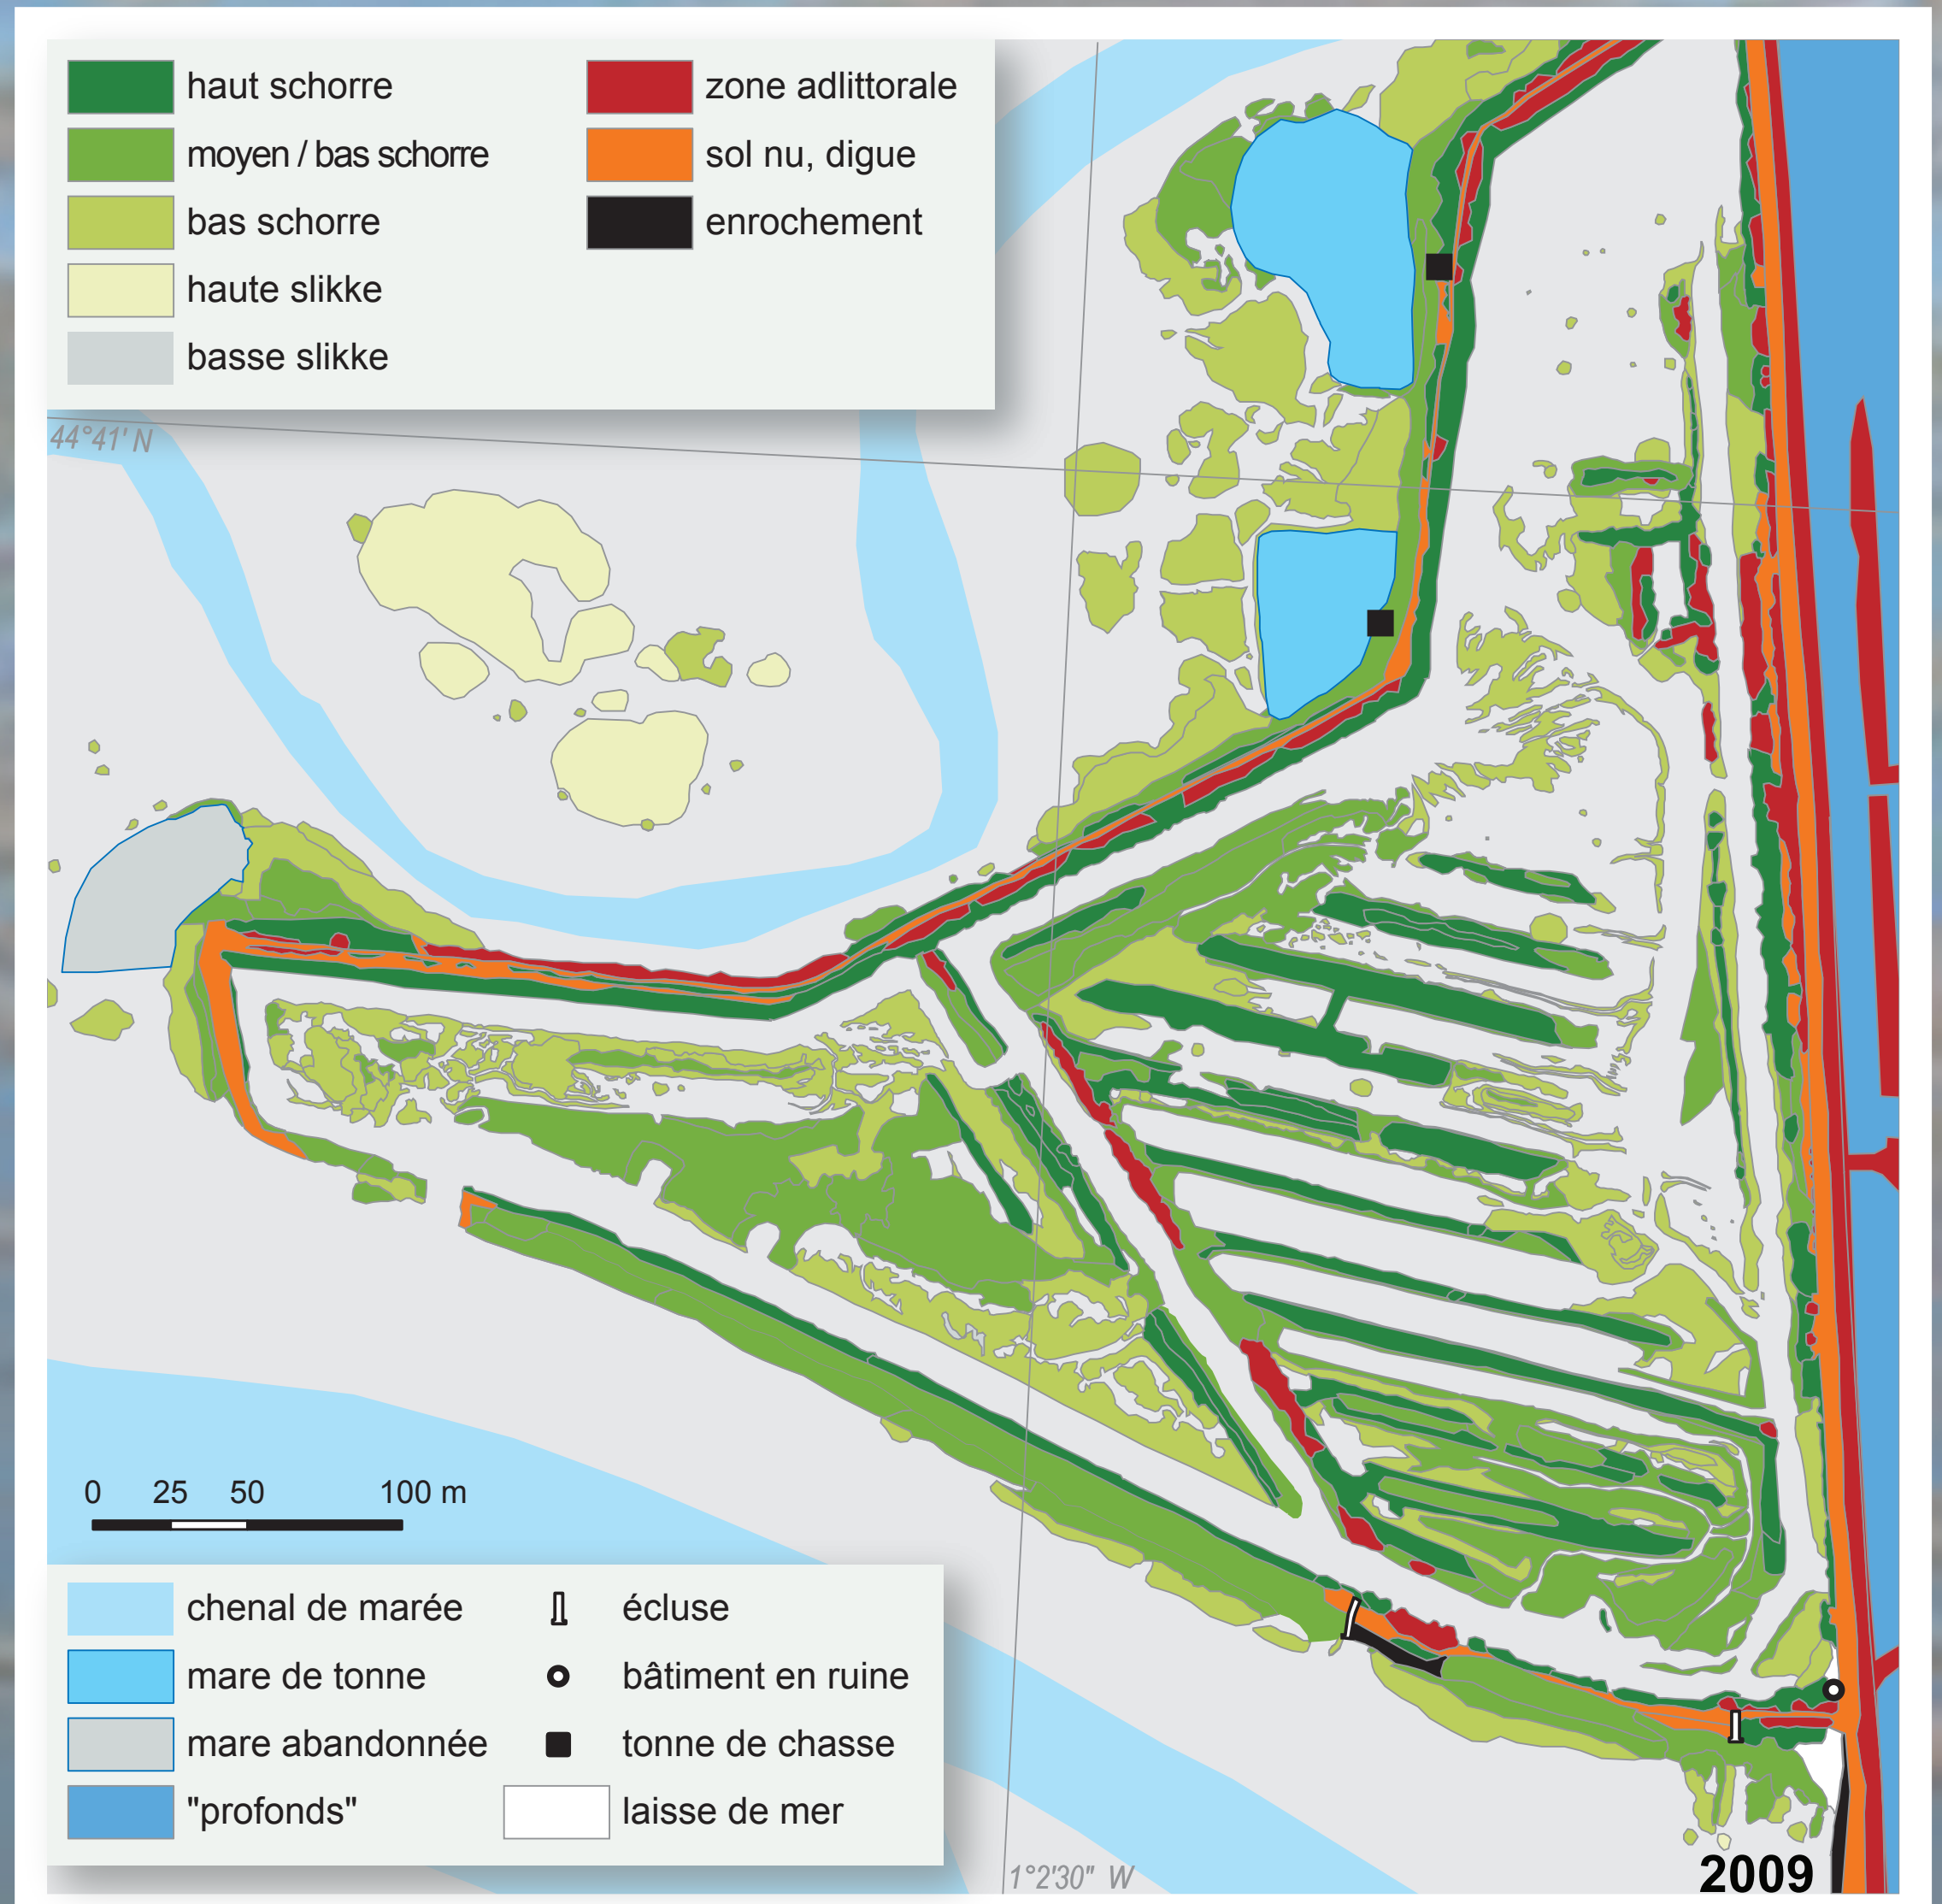 haut schorre
moyen / bas schorre
bas schorre
haute slikke
basse slikke
zone adlittorale
sol nu, digue
enrochement
44°41' N
0 25 50 100 m
chenal de marée
mare de tonne
mare abandonnée
"profonds"
écluse
bâtiment en ruine
tonne de chasse
laisse de mer
1°2'30" W
2009